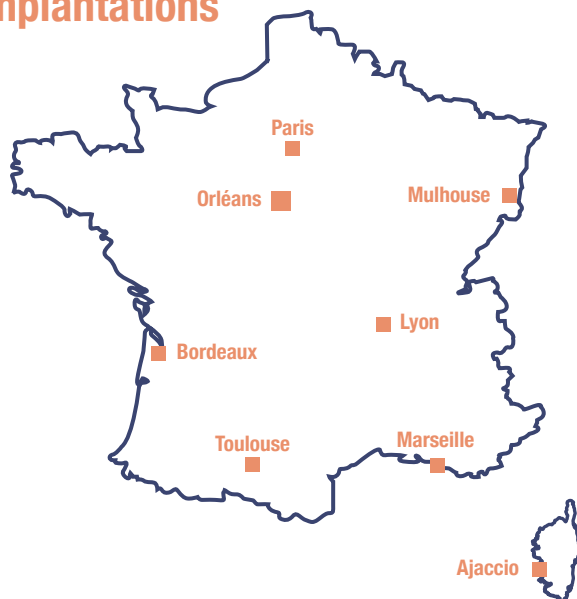 nplantations
Paris
Orléans
Mulhouse
Lyon
Bordeaux
Toulouse
Marseille
Ajaccio